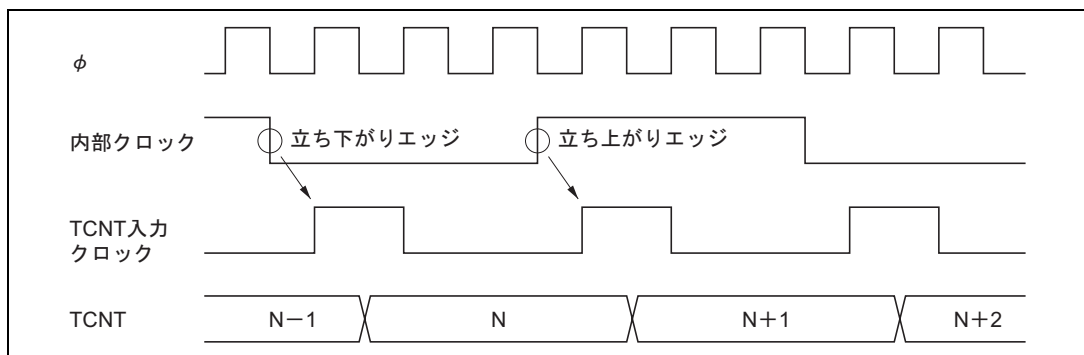 φ
内部クロック
立ち下がりエッジ
立ち上がりエッジ
TCNT入力
クロック
TCNT
N－1
N
N＋1
N＋2